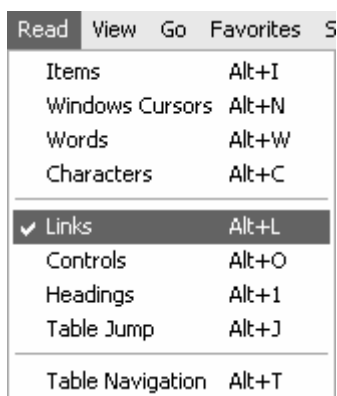 Read View Go Favorites S
Items Alt+I
Windows Cursors Alt+N
Words Alt+W
Characters Alt+C
Links Alt+L
Controls Alt+O
Headings Alt+1
Table Jump Alt+J
Table Navigation Alt+T